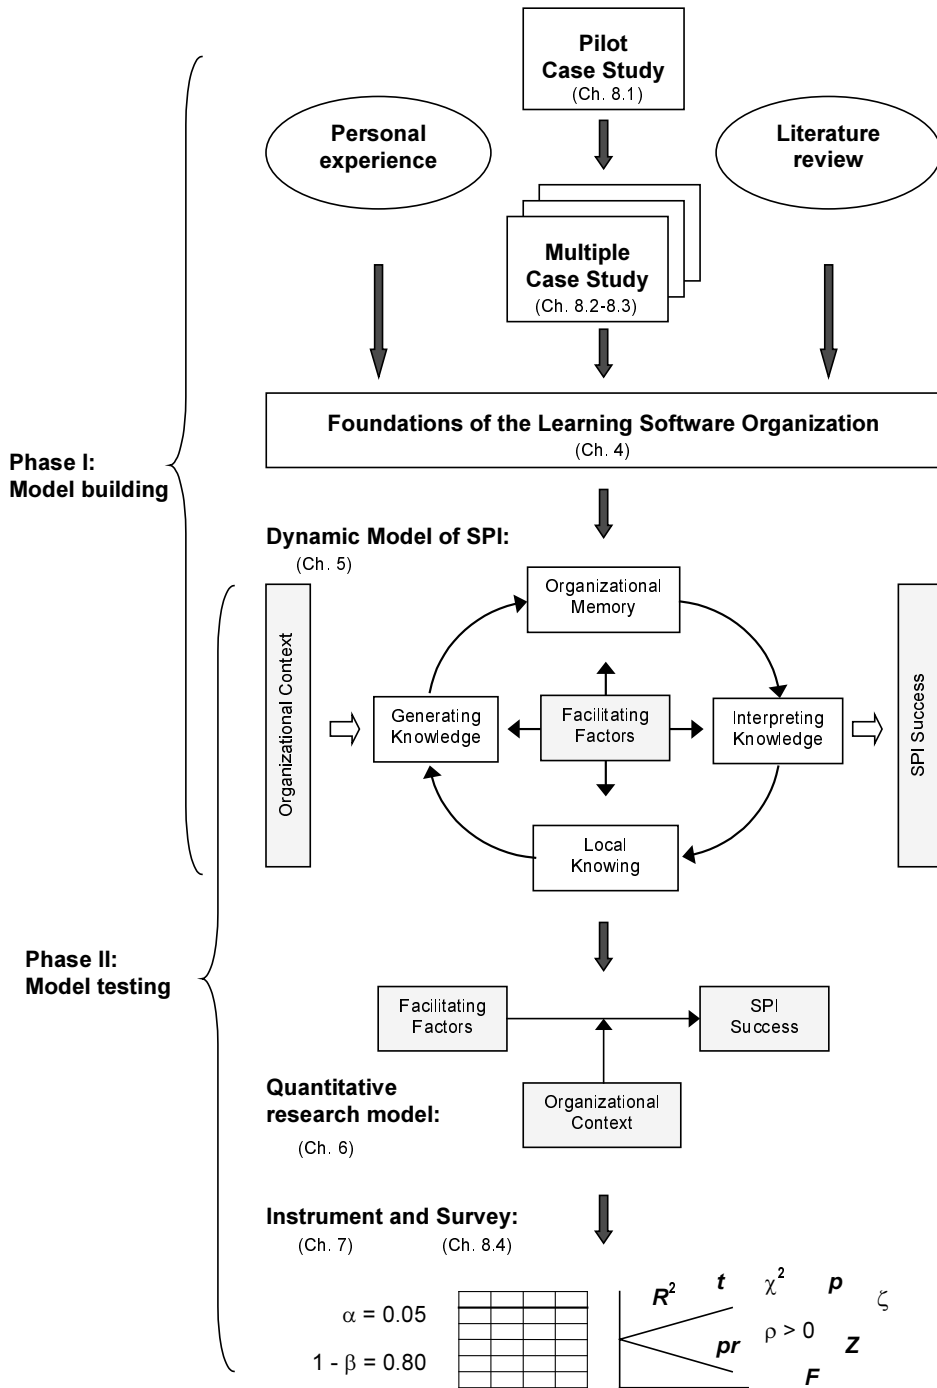 Pilot
Case Study
(Ch. 8.1)
Personal
experience
Literature
review
Multiple
Case Study
(Ch. 8.2-8.3)
Foundations of the Learning Software Organization
(Ch. 4)
Phase I:
Model building
Dynamic Model of SPI:
(Ch. 5)
Organizational Context
Organizational
Memory
Generating
Knowledge
Facilitating
Factors
Interpreting
Knowledge
Local
Knowing
SPI Success
Phase II:
Model testing
Facilitating
Factors
SPI
Success
Organizational
Context
Quantitative
research model:
(Ch. 6)
Instrument and Survey:
(Ch. 7) (Ch. 8.4)
α = 0.05
1 - β = 0.80
R² t χ² p ζ
pr ρ > 0 Z
F